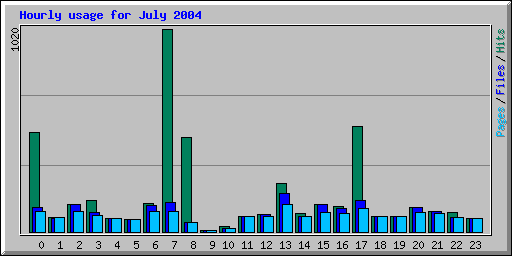 Hourly usage for July 2004
1020
Pages / Files / Hits
0 1 2 3 4 5 6 7 8 9 10 11 12 13 14 15 16 17 18 19 20 21 22 23